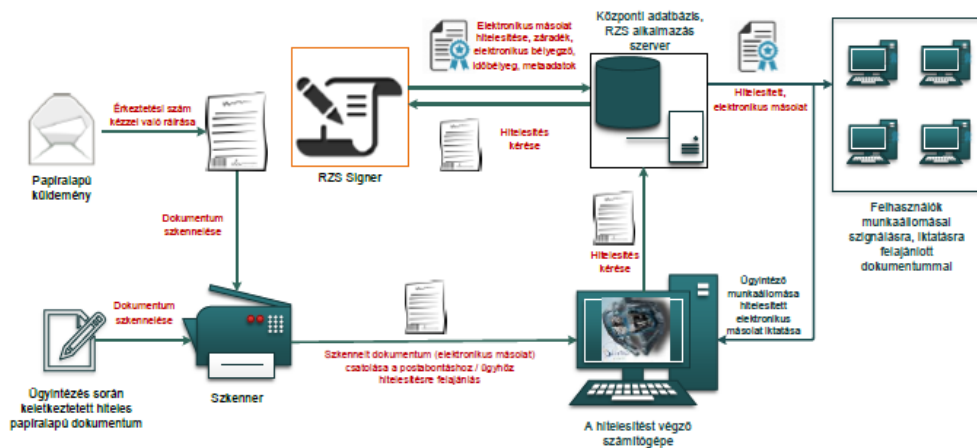 Elektronikus másolat
hitelesítése, záradék,
elektronikus bélyegző,
időbélyeg, metaadatok
Központi adatbázis,
RZS alkalmazás
szerver
Érkeztetési szám
kézzel való ráírása
Hitelesített,
elektronikus másolat
Hitelesítés
kérése
Papíralapú
küldemény
RZS Signer
Felhasználók
munkaállomásai
szignálásra, iktatásra
felajánlott
dokumentummal
Dokumentum
szkennelése
Hitelesítés
kérése
Ügyintéző
munkaállomása
hitelesített
elektronikus
másolat iktatása
Dokumentum
szkennelése
Szkennelt dokumentum (elektronikus másolat)
csatolása a postabontáshoz / ügyhöz
hitelesítésre felajánlás
Ügyintézés során
keletkeztetett hiteles
papíralapú dokumentum
Szkenner
A hitelesítést végző
számítógépe